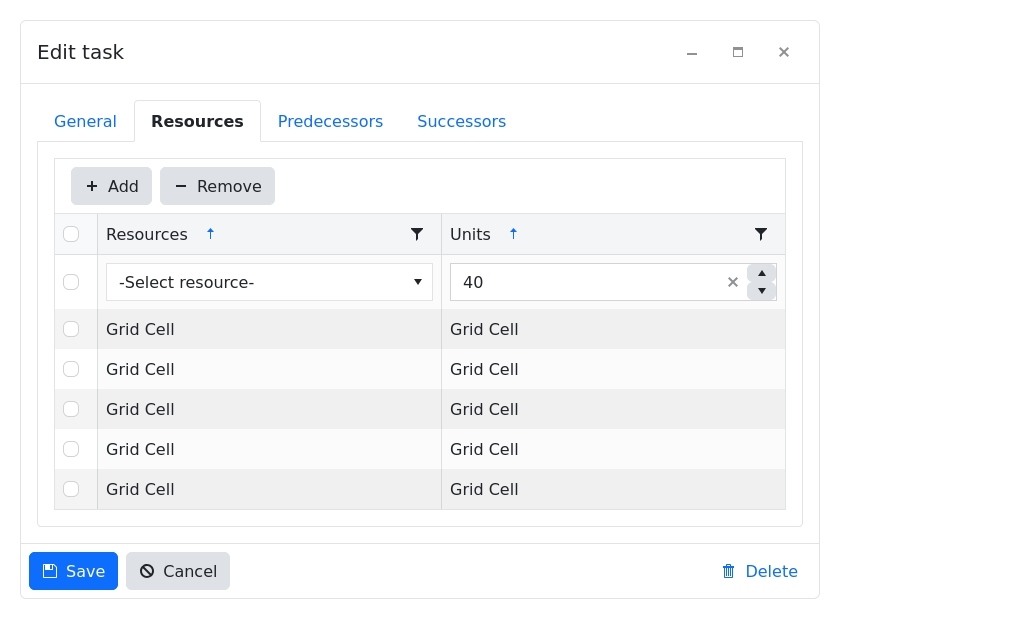 Edit task
General Resources Predecessors Successors
Add Remove
Resources Units
-Select resource- 40
Grid Cell Grid Cell
Grid Cell Grid Cell
Grid Cell Grid Cell
Grid Cell Grid Cell
Grid Cell Grid Cell
Save Cancel Delete